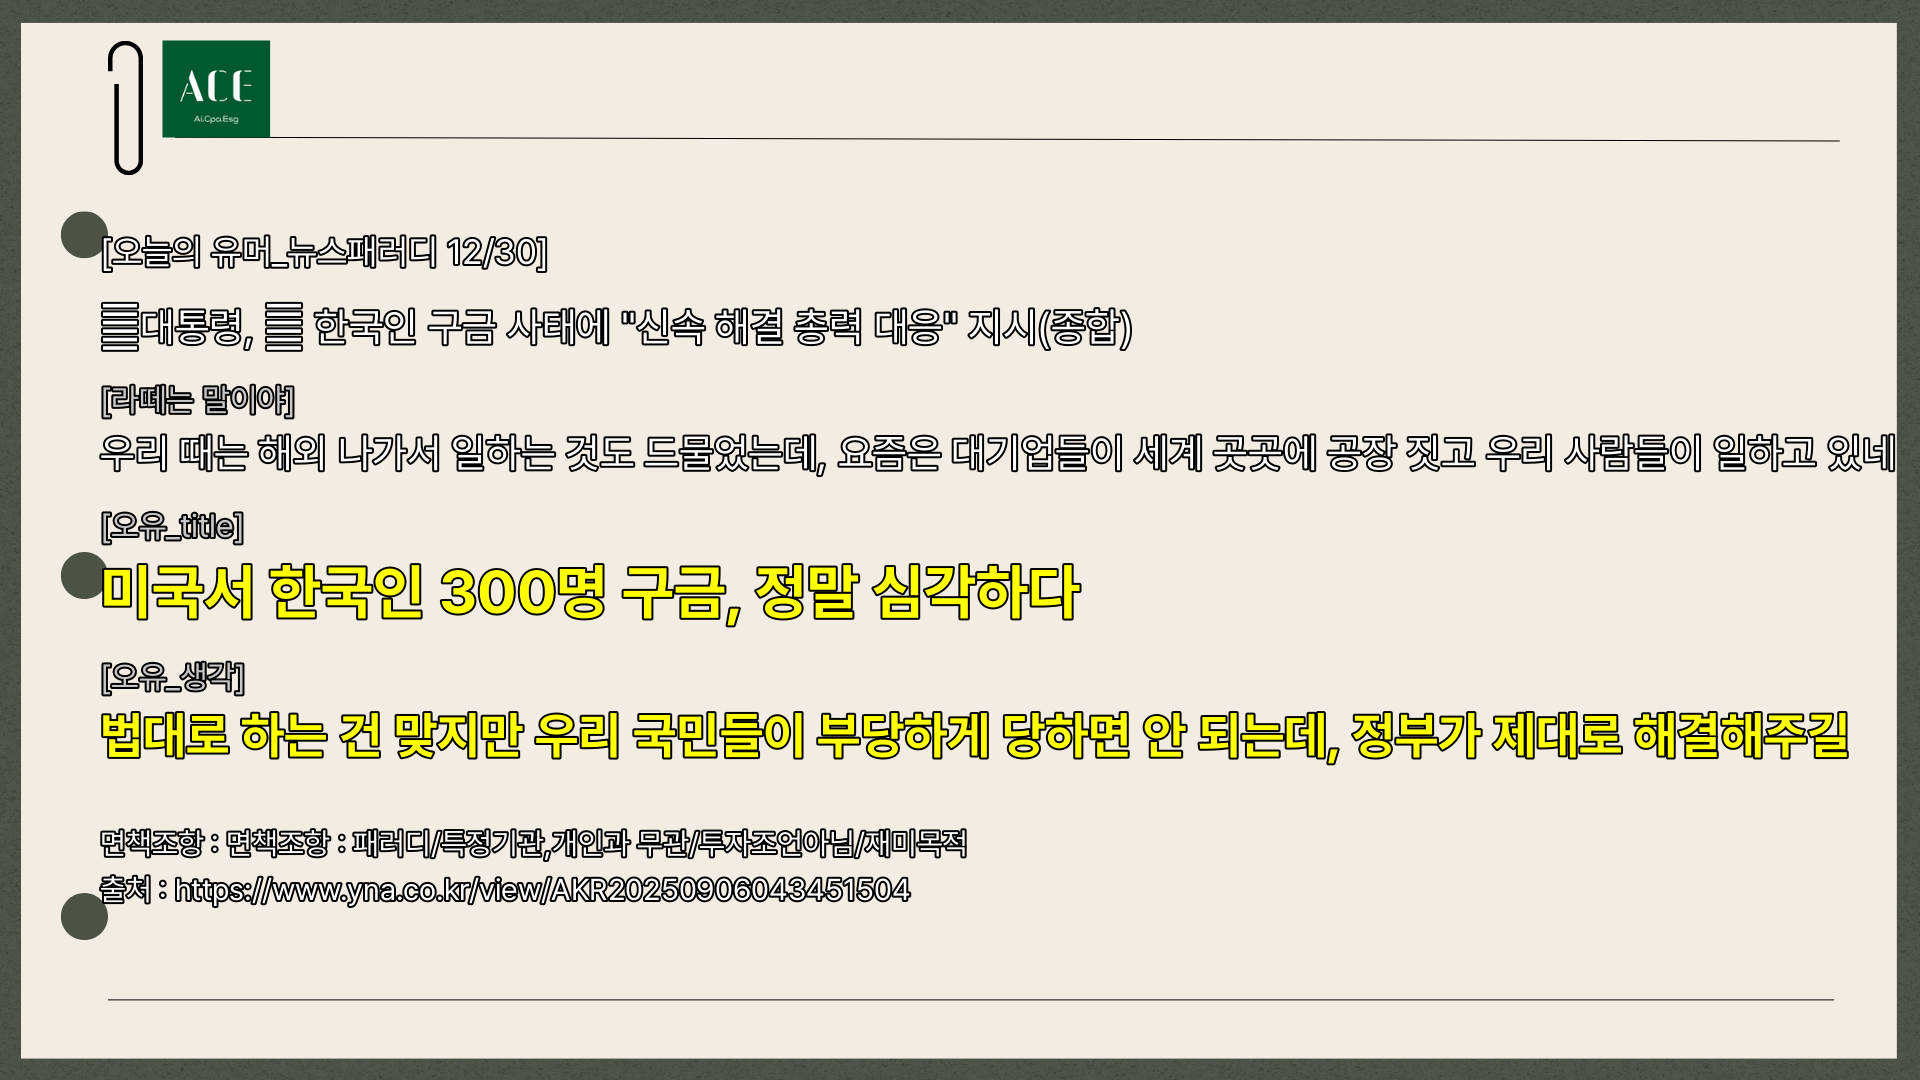 ACE
Ai.Cpa.Esg
[오늘의 유머_뉴스패러디 12/30]
대통령, 한국인 구금 사태에 "신속 해결 총력 대응" 지시(종합)
[라떼는 말이야]
우리 때는 해외 나가서 일하는 것도 드물었는데, 요즘은 대기업들이 세계 곳곳에 공장 짓고 우리 사람들이 일하고 있네
[오유_title]
미국서 한국인 300명 구금, 정말 심각하다
[오유_생각]
법대로 하는 건 맞지만 우리 국민들이 부당하게 당하면 안 되는데, 정부가 제대로 해결해주길
면책조항 : 면책조항 : 패러디/특정기관,개인과 무관/투자조언아님/재미목적
출처 : https://www.yna.co.kr/view/AKR20250906043451504